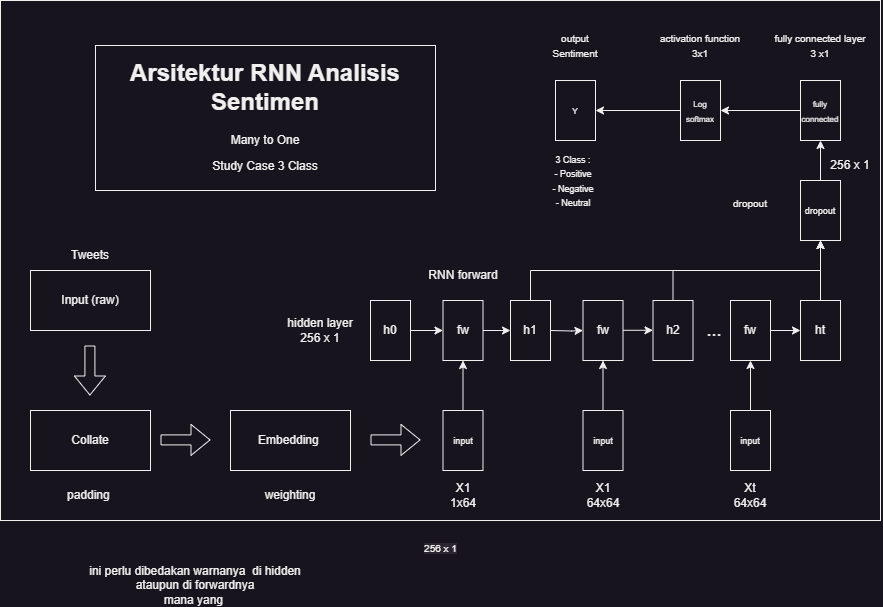 Arsitektur RNN Analisis
Sentimen
Many to One
Study Case 3 Class
output
Sentiment
activation function
3x1
fully connected layer
3 x1
Y
Log
softmax
fully
connected
3 Class :
- Positive
- Negative
- Neutral
256 x 1
dropout
dropout
Tweets
Input (raw)
RNN forward
hidden layer
256 x 1
h0
fw
h1
fw
h2
...
fw
ht
Collate
Embedding
input
input
input
padding
weighting
X1
1x64
X1
64x64
Xt
64x64
256 x 1
ini perlu dibedakan warnanya  di hidden
ataupun di forwardnya
mana yang